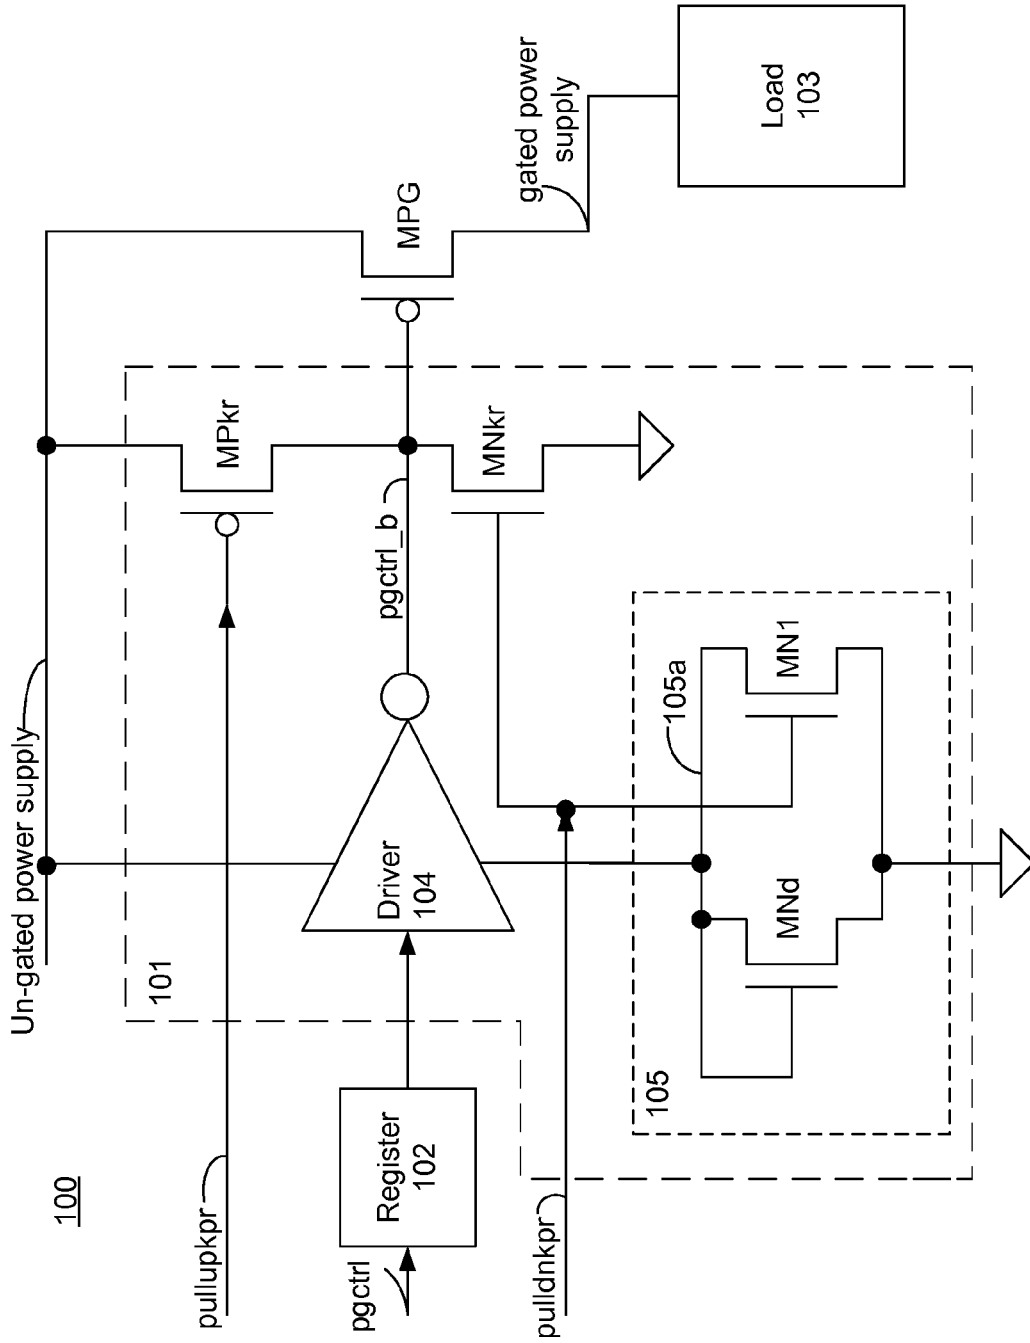 100
Un-gated power supply
101
pullupkpr
MPkr
MPG
gated power
supply
Load
103
pgctrl
Register
102
Driver
104
pgctrl_b
pulldnkpr
MNkr
105
105a
MNd
MN1